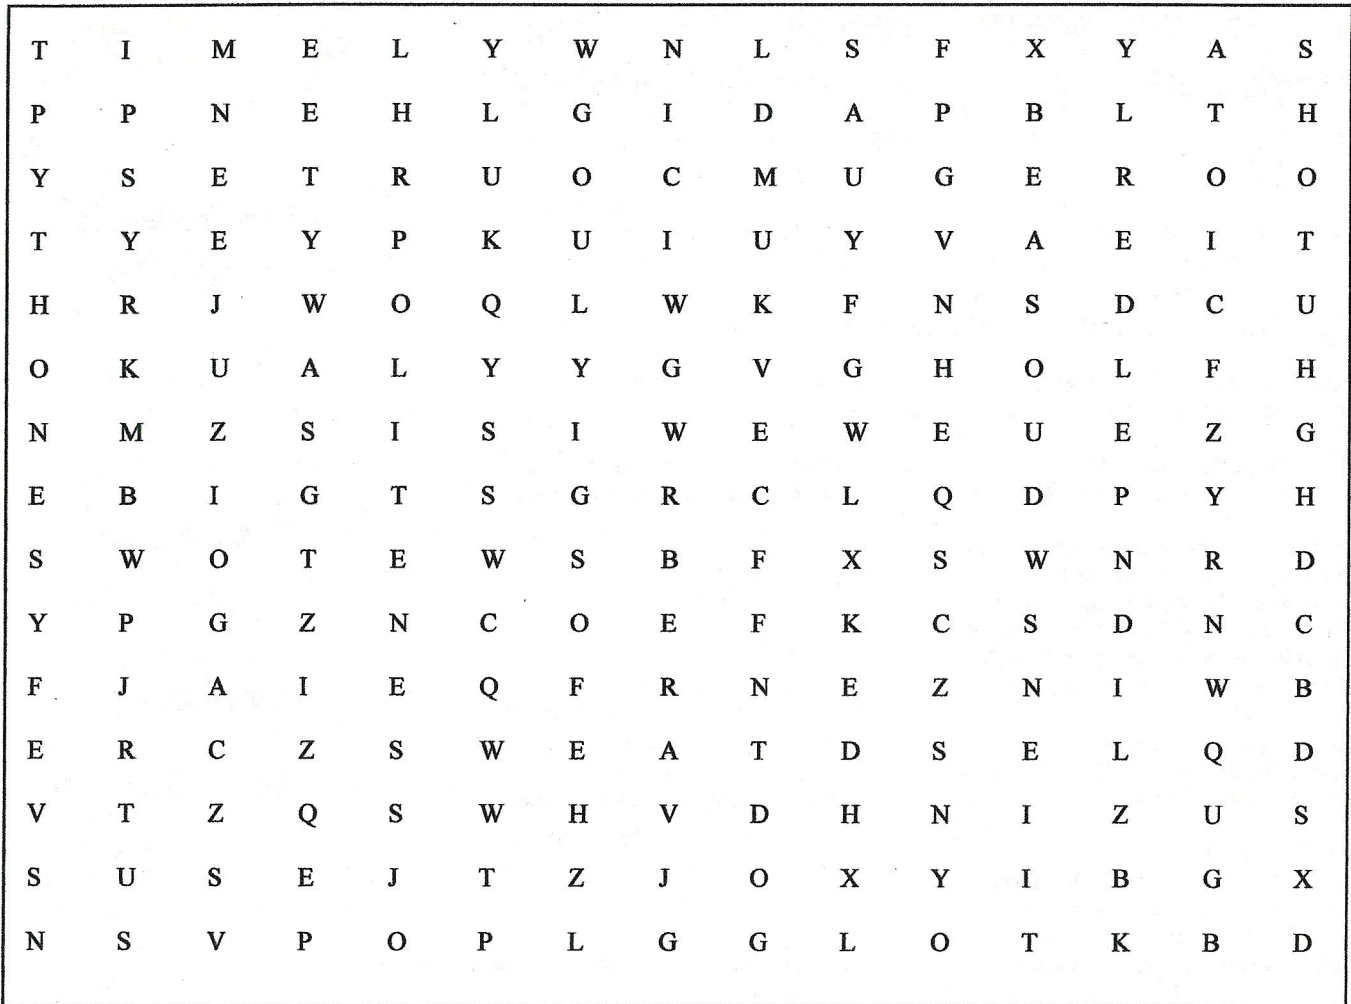 T I M E L Y W N L S F X Y A S
P P N E H L G I D A P B L T H
Y S E T R U O C M U G E R O O
T Y E Y P K U I U Y V A E I T
H R J W O Q L W K F N S D C U
O K U A L Y Y G V G H O L F H
N M Z S I S I W E W E U E Z G
E B I G T S G R C L Q D P Y H
S W O T E W S B F X S W N R D
Y P G Z N C O E F K C S D N C
F J A I E Q F R N E Z N I W B
E R C Z S W E A T D S E L Q D
V T Z Q S W H V D H N I Z U S
S U S E J T Z J O X Y I B G X
N S V P O P L G G L O T K B D